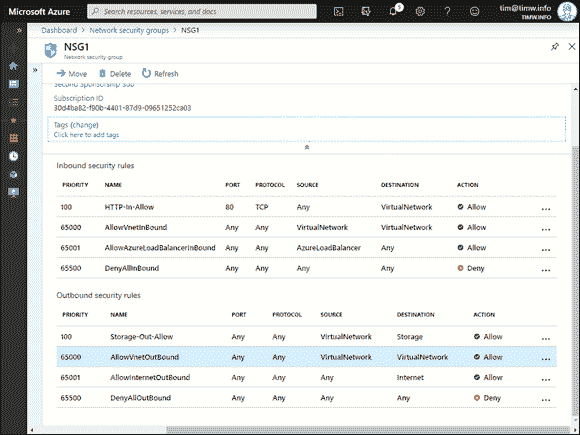 Microsoft Azure
Search resources, services, and docs
tim@timw.info
TIMW.INFO
Dashboard > Network security groups > NSG1
NSG1
Network security group
Move Delete Refresh
Second Sponsorship Sub
Subscription ID
30d4ba82-f90b-4401-87d9-09651252ca03
Tags (change)
Click here to add tags
Inbound security rules
PRIORITY NAME PORT PROTOCOL SOURCE DESTINATION ACTION
100 HTTP-In-Allow 80 TCP Any VirtualNetwork Allow ...
65000 AllowVnetInBound Any Any VirtualNetwork VirtualNetwork Allow ...
65001 AllowAzureLoadBalancerInBound Any Any AzureLoadBalancer Any Allow ...
65500 DenyAllInBound Any Any Any Any Deny ...
Outbound security rules
PRIORITY NAME PORT PROTOCOL SOURCE DESTINATION ACTION
100 Storage-Out-Allow Any Any VirtualNetwork Storage Allow ...
65000 AllowVnetOutBound Any Any VirtualNetwork VirtualNetwork Allow ...
65001 AllowInternetOutBound Any Any Any Internet Allow ...
65500 DenyAllOutBound Any Any Any Any Deny ...